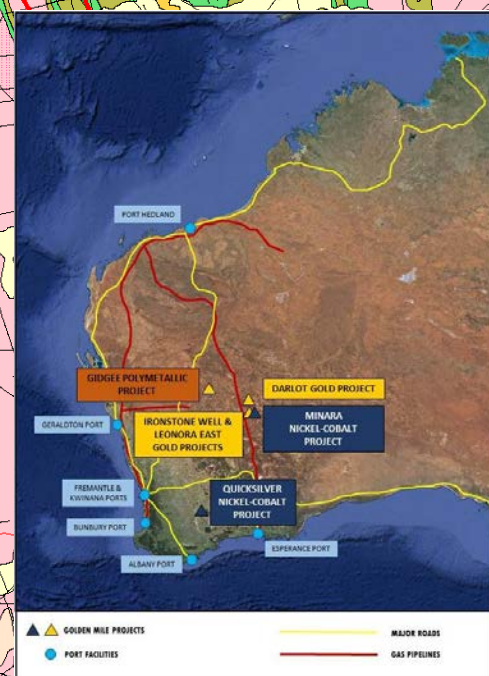 PORT HEDLAND
GIDGEE POLYMETALLIC
PROJECT
DARLOT GOLD PROJECT
MINARA
NICKEL-COBALT
PROJECT
GERALDTON PORT
IRONSTONE WELL &
LEONORA EAST
GOLD PROJECTS
FREMANTLE &
KWINANA PORTS
QUICKSILVER
NICKEL-COBALT
PROJECT
BUNBURY PORT
ESPERANCE PORT
ALBANY PORT
GOLDEN MILE PROJECTS
MAJOR ROADS
PORT FACILITIES
GAS PIPELINES